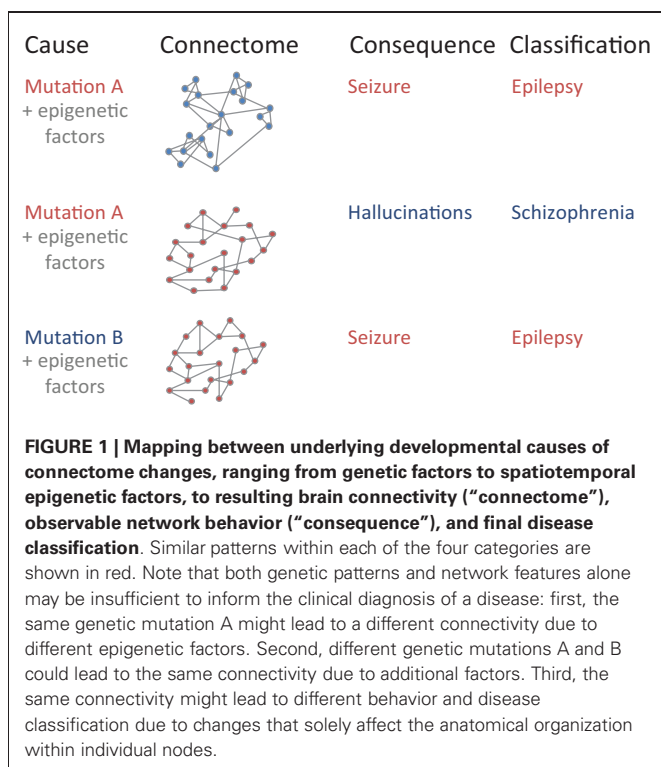 Cause Connectome Consequence Classification
Mutation A Seizure Epilepsy
+ epigenetic
factors
Mutation A Hallucinations Schizophrenia
+ epigenetic
factors
Mutation B Seizure Epilepsy
+ epigenetic
factors
FIGURE 1 | Mapping between underlying developmental causes of
connectome changes, ranging from genetic factors to spatiotemporal
epigenetic factors, to resulting brain connectivity (“connectome”),
observable network behavior (“consequence”), and final disease
classification. Similar patterns within each of the four categories are
shown in red. Note that both genetic patterns and network features alone
may be insufficient to inform the clinical diagnosis of a disease: first, the
same genetic mutation A might lead to a different connectivity due to
different epigenetic factors. Second, different genetic mutations A and B
could lead to the same connectivity due to additional factors. Third, the
same connectivity might lead to different behavior and disease
classification due to changes that solely affect the anatomical organization
within individual nodes.